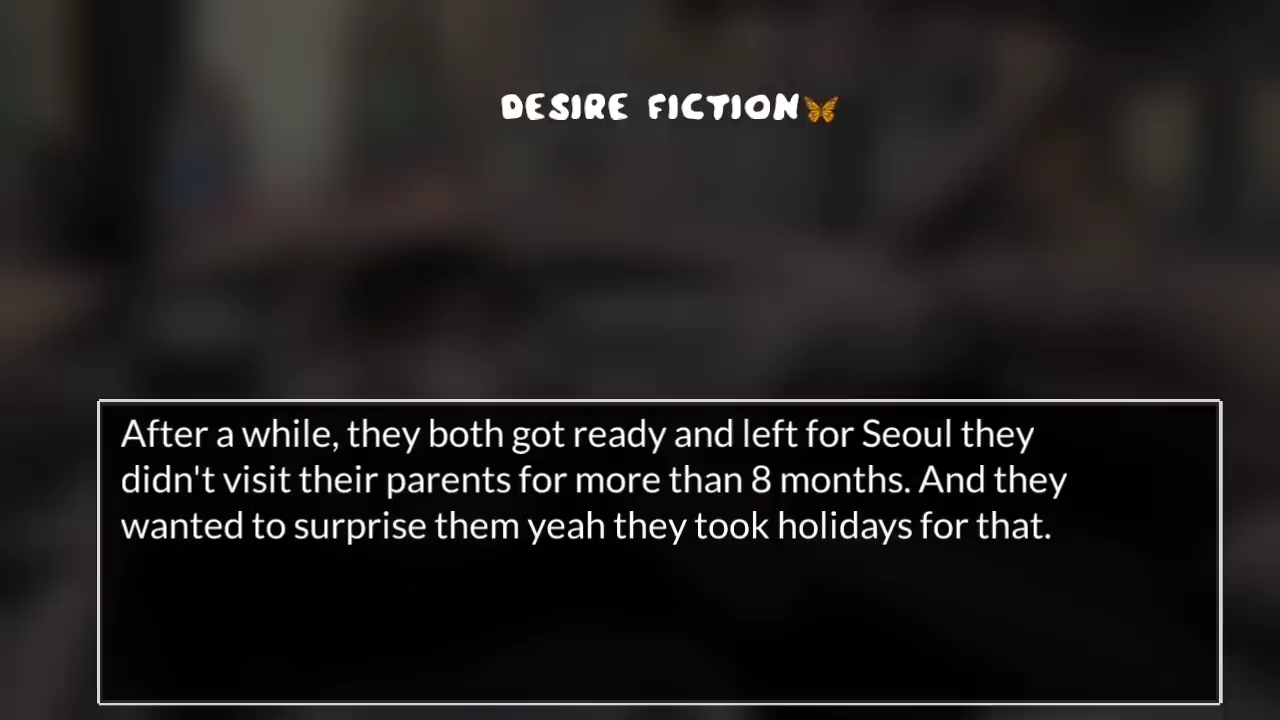 DESIRE FICTION🦋
After a while, they both got ready and left for Seoul they
didn't visit their parents for more than 8 months. And they
wanted to surprise them yeah they took holidays for that.